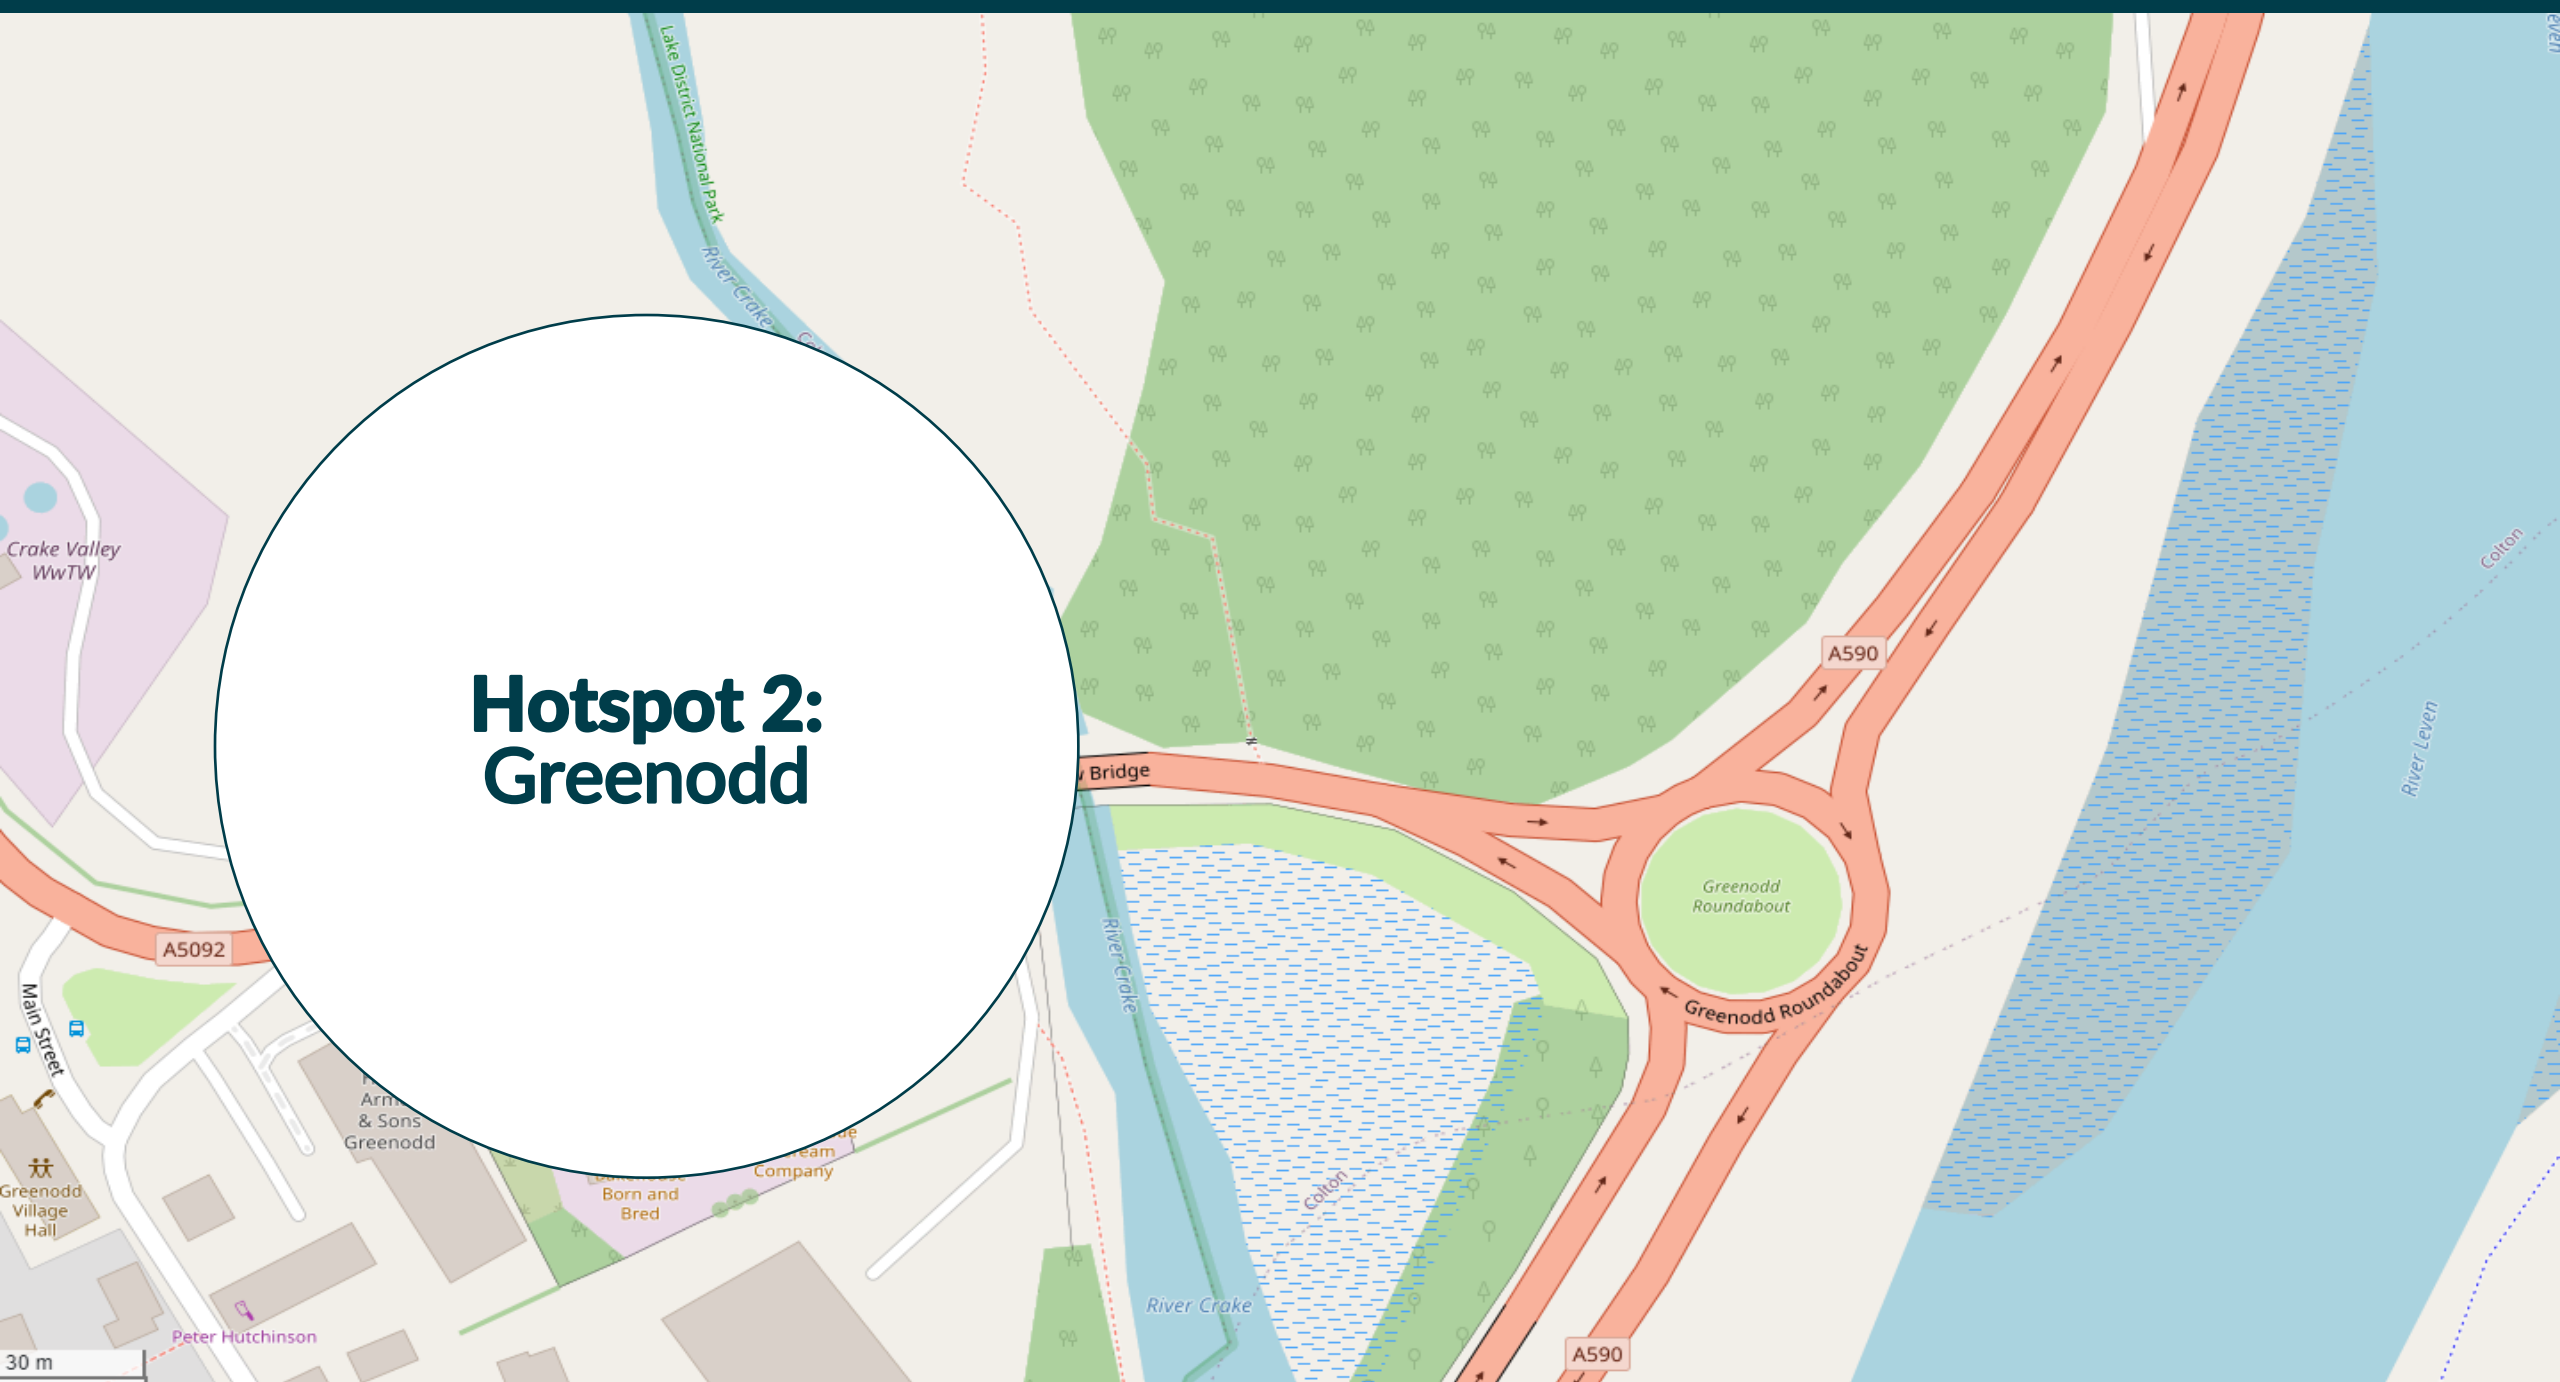 Lake District National Park
River Crake
Crake Valley
WwTW
Hotspot 2:
Greenodd
A590
Colton
River Leven
Bridge
Greenodd
Roundabout
A5092
River Crake
Greenodd Roundabout
Main Street
& Sons
Greenodd
Company
Born and
Bred
Greenodd
Village
Hall
Colton
River Crake
Peter Hutchinson
30 m
A590